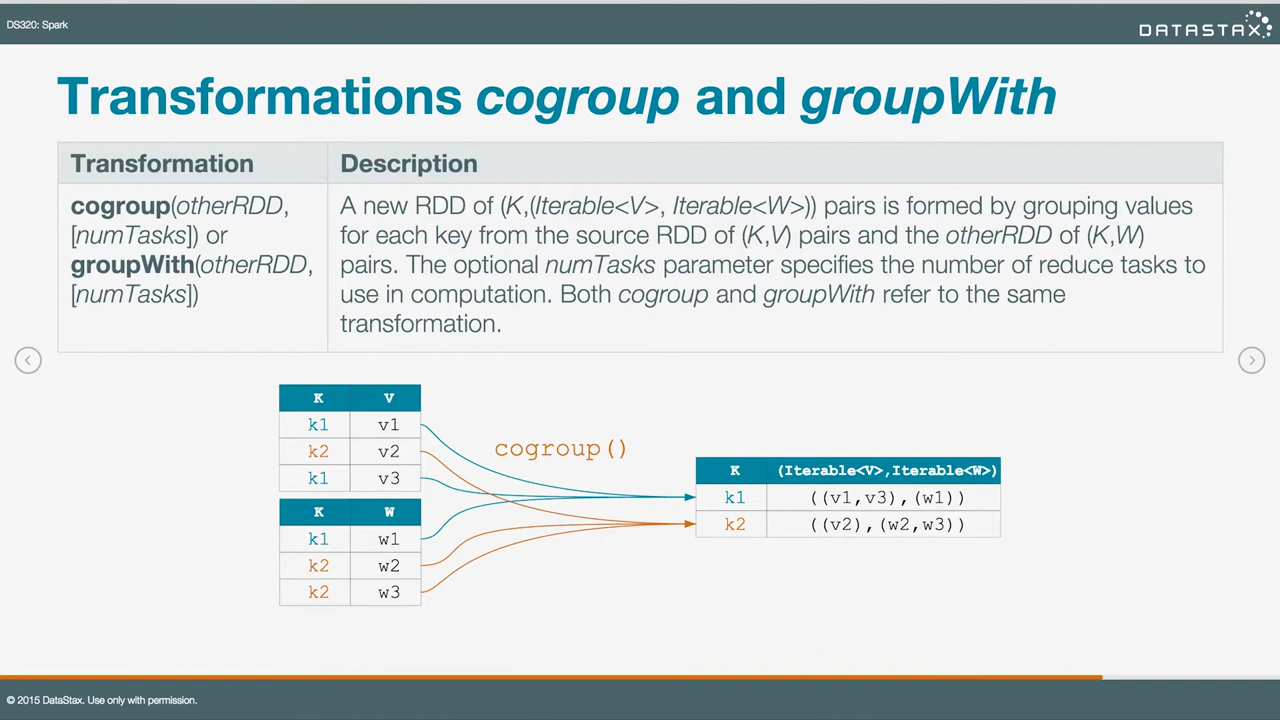 DS320: Spark
DATASTAX
Transformations cogroup and groupWith
Transformation Description
cogroup(otherRDD, [numTasks]) or groupWith(otherRDD, [numTasks])
A new RDD of (K,(Iterable<V>, Iterable<W>)) pairs is formed by grouping values
for each key from the source RDD of (K,V) pairs and the otherRDD of (K,W)
pairs. The optional numTasks parameter specifies the number of reduce tasks to
use in computation. Both cogroup and groupWith refer to the same
transformation.
K V
k1 v1
k2 v2
k1 v3
K W
k1 w1
k2 w2
k2 w3
cogroup()
K (Iterable<V>,Iterable<W>)
k1 ((v1,v3),(w1))
k2 ((v2),(w2,w3))
© 2015 DataStax. Use only with permission.